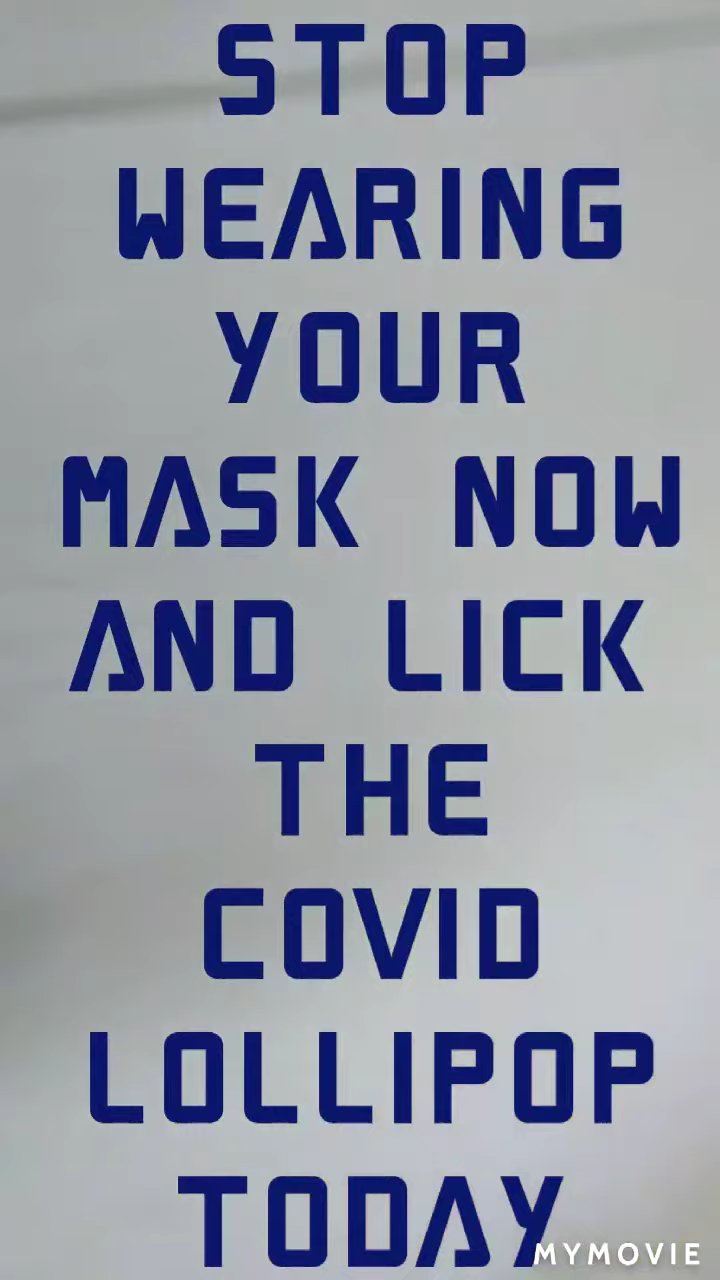 STOP
WEARING
YOUR
MASK NOW
AND LICK
THE
COVID
LOLLIPOP
TODAY
MYMOVIE